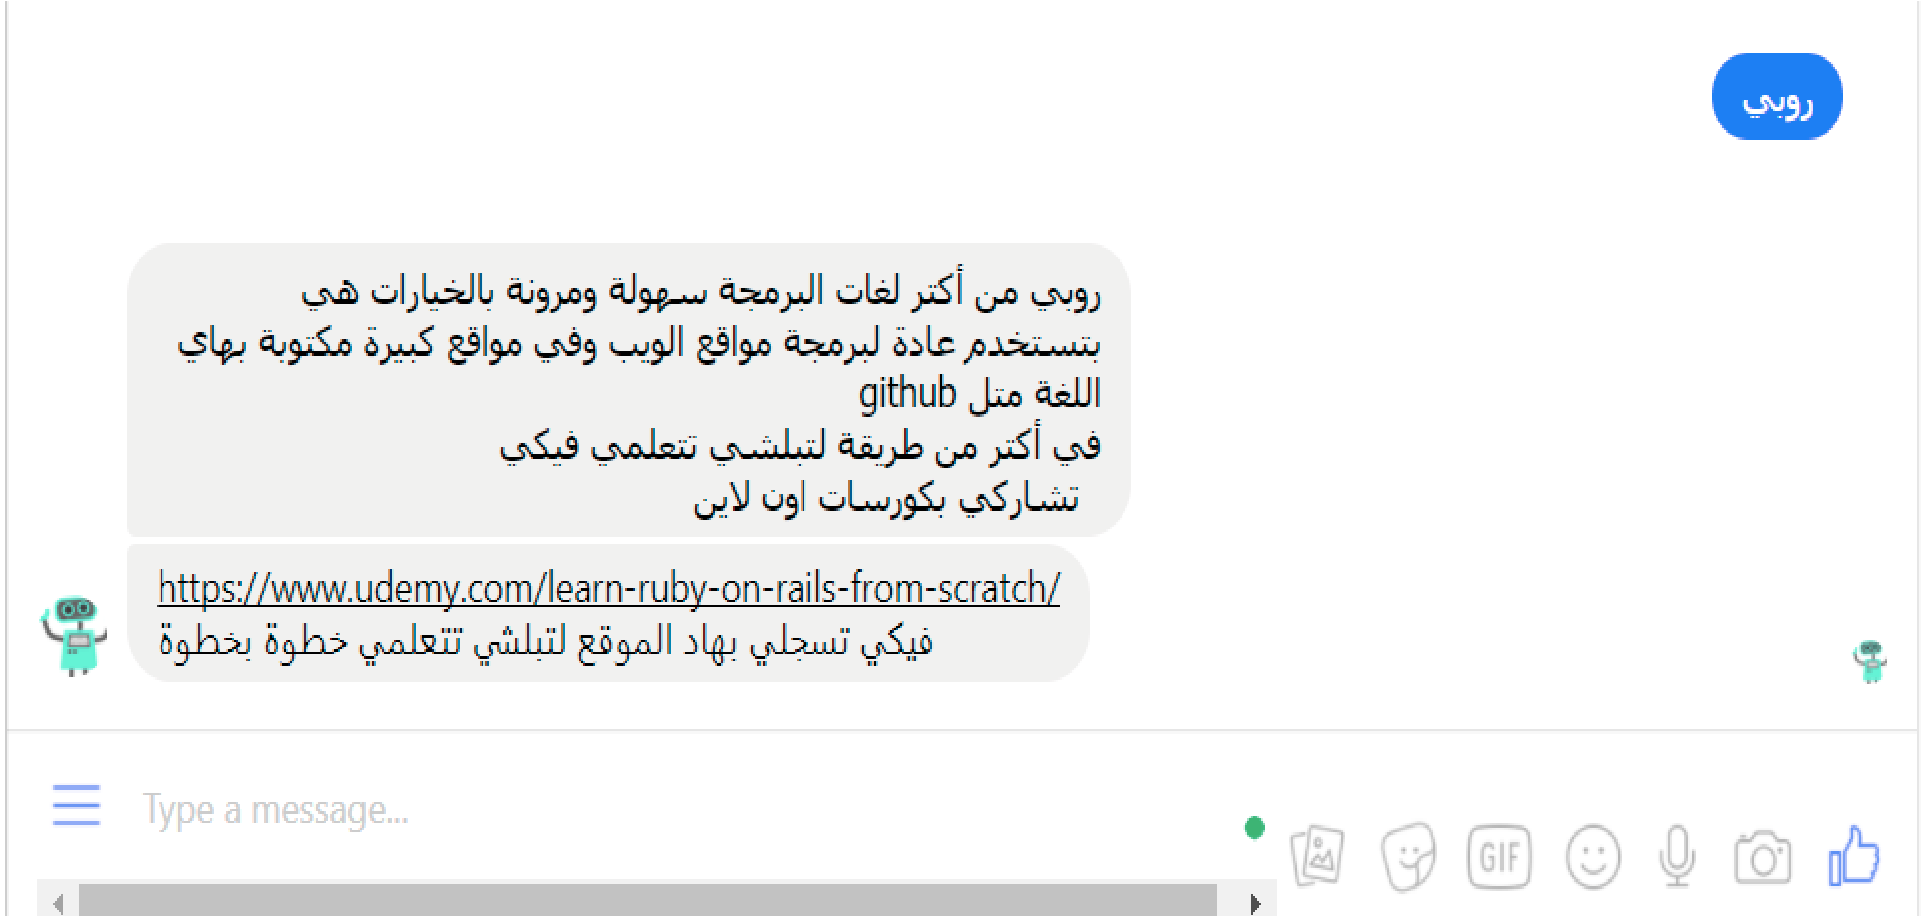 روبي
روبي من أكتر لغات البرمجة سهولة ومرونة بالخيارات هي
بتستخدم عادة لبرمجة مواقع الويب وفي مواقع كبيرة مكتوبة بهاي
اللغة متل github
في أكتر من طريقة لتبلشي تتعلمي فيكي
تشاركي بكورسات اون لاين
https://www.udemy.com/learn-ruby-on-rails-from-scratch/
فيكي تسجلي بهاد الموقع لتبلشي تتعلمي خطوة بخطوة
Type a message...
GIF